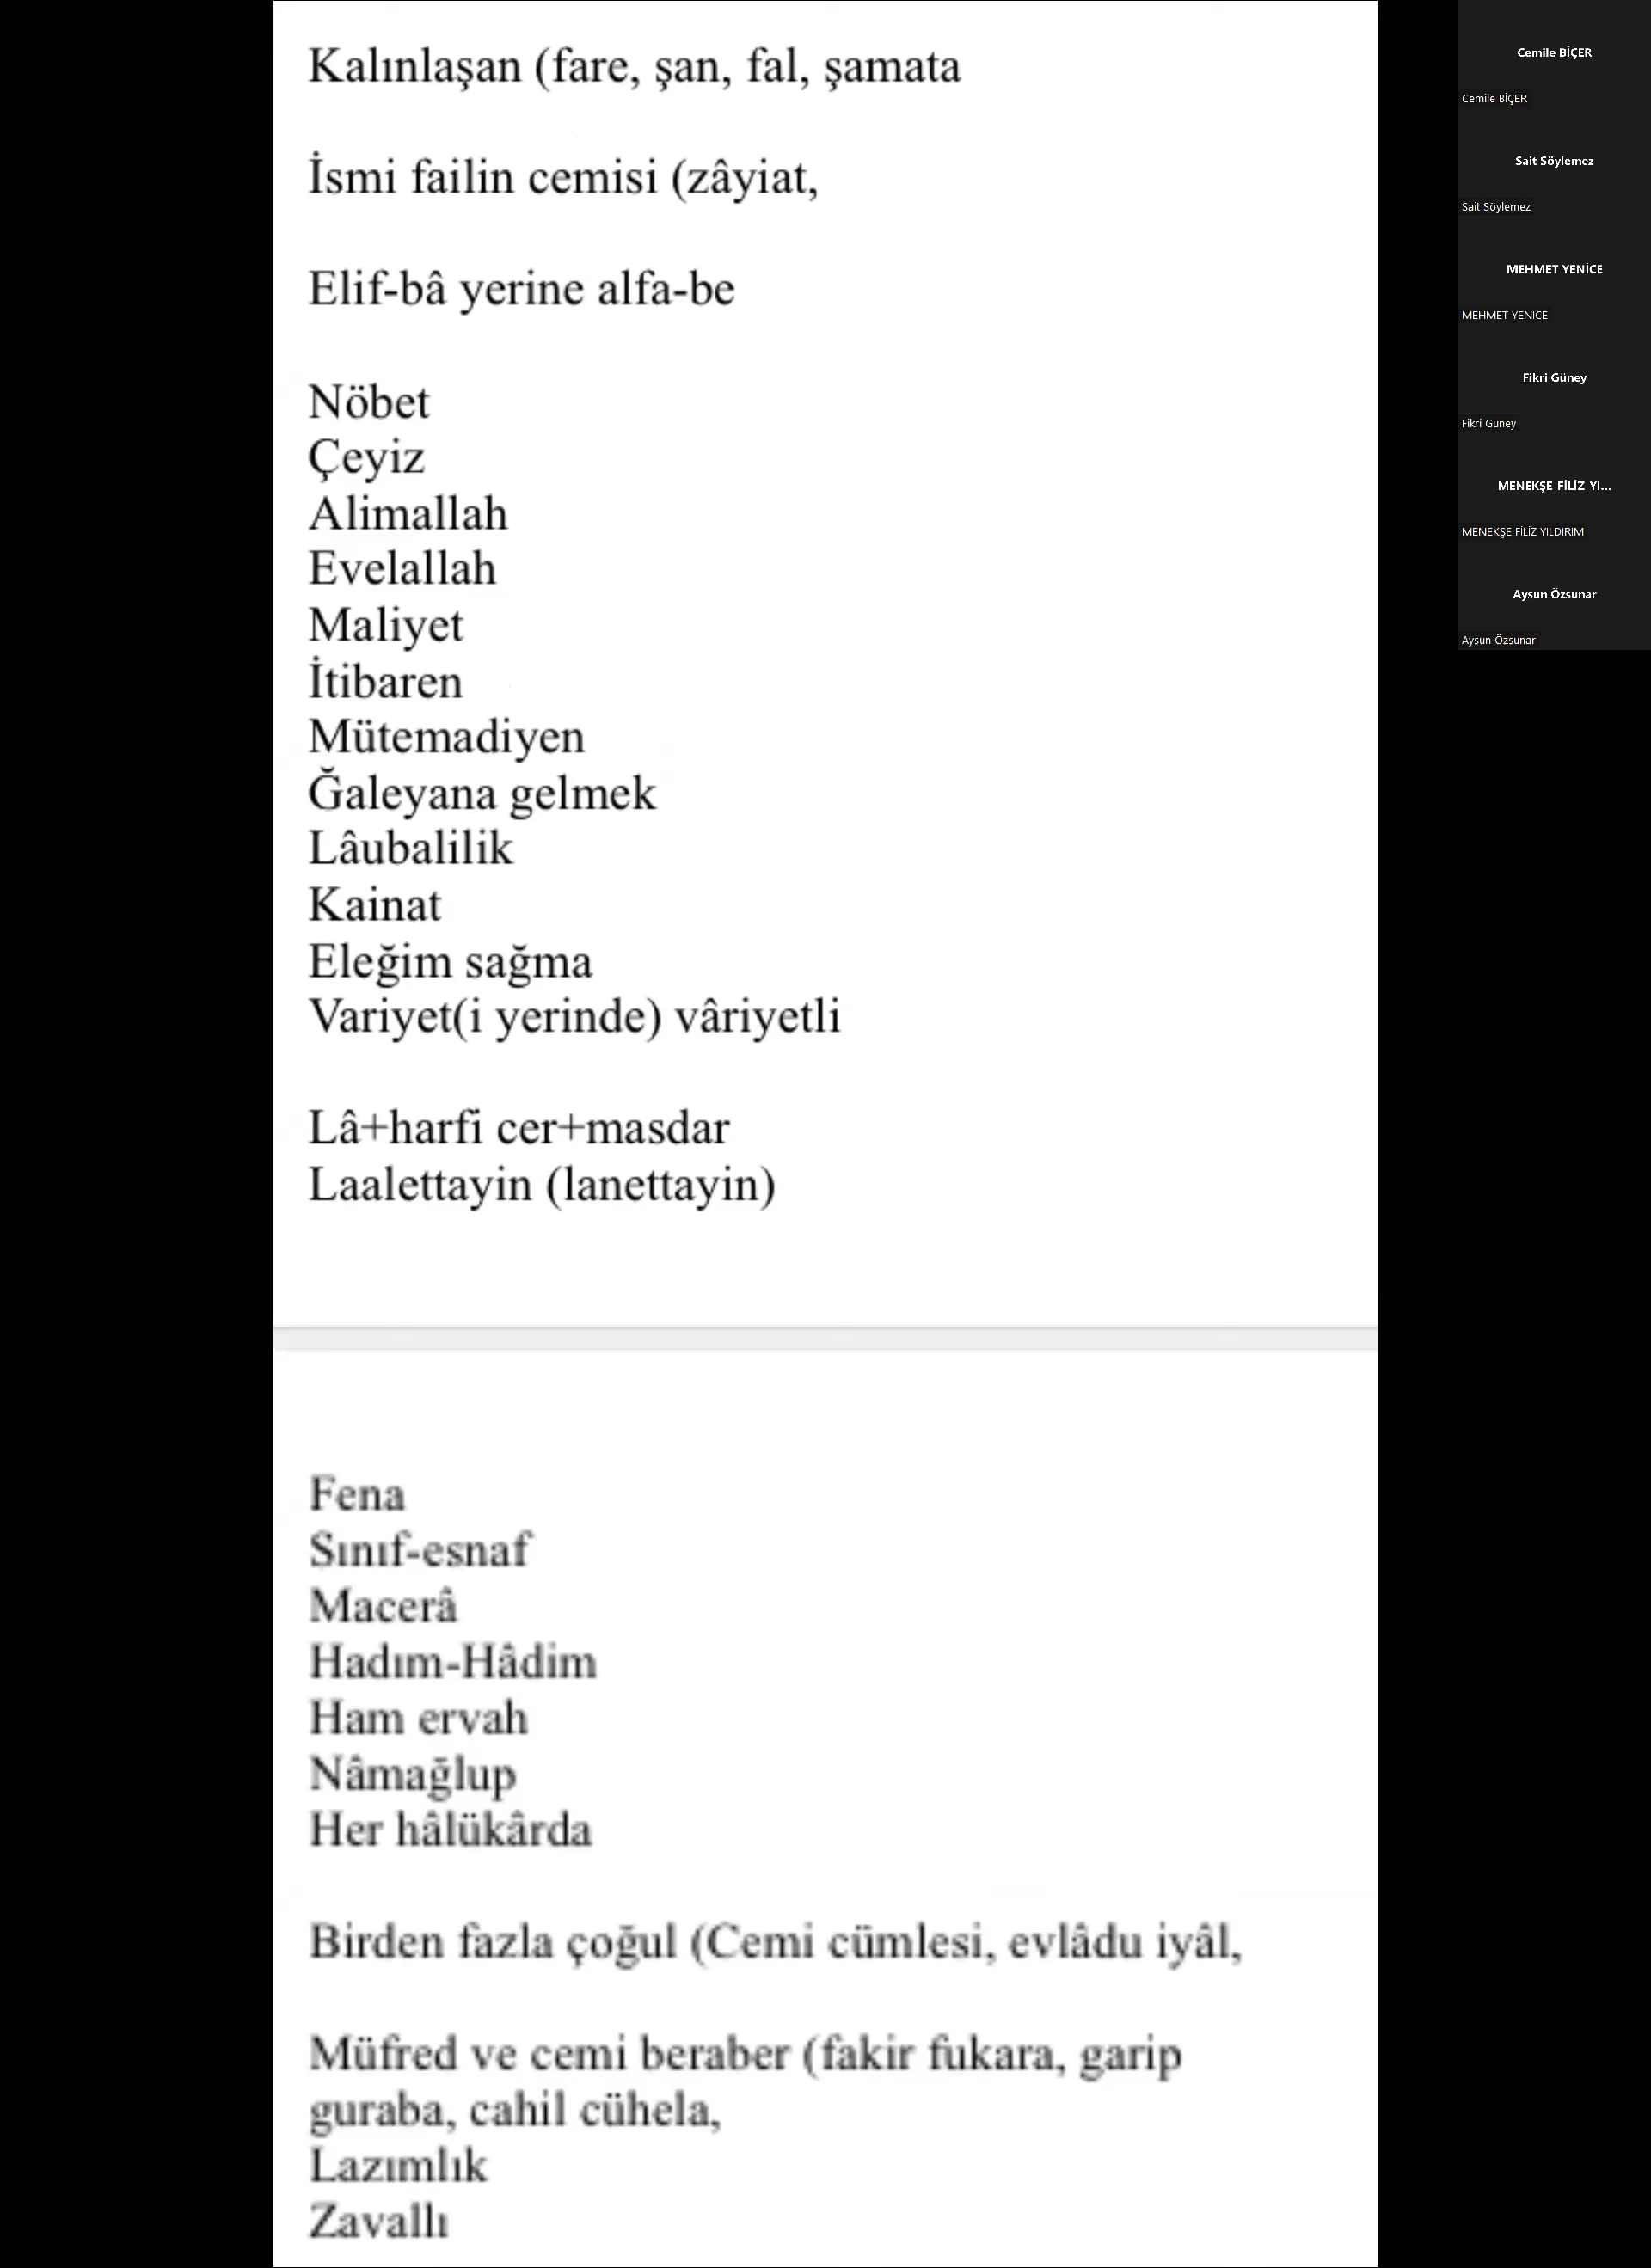 Kalınlaşan (fare, şan, fal, şamata
İsmi failin cemisi (zâyiat,
Elif-bâ yerine alfa-be
Nöbet
Çeyiz
Alimallah
Evelallah
Maliyet
İtibaren
Mütemadiyen
Ğaleyana gelmek
Lâubalilik
Kainat
Eleğim sağma
Variyet(i yerinde) vâriyetli
Lâ+harfi cer+masdar
Laalettayin (lanettayin)
Fena
Sınıf-esnaf
Macerâ
Hadım-Hâdim
Ham ervah
Nâmağlup
Her hâlükârda
Birden fazla çoğul (Cemi cümlesi, evlâdu iyâl,
Müfred ve cemi beraber (fakir fukara, garip
guraba, cahil cühela,
Lazımlık
Zavallı
Cemile BİÇER
Cemile BİÇER
Sait Söylemez
Sait Söylemez
MEHMET YENİCE
MEHMET YENİCE
Fikri Güney
Fikri Güney
MENEKŞE FİLİZ YI...
MENEKŞE FİLİZ YILDIRIM
Aysun Özsunar
Aysun Özsunar